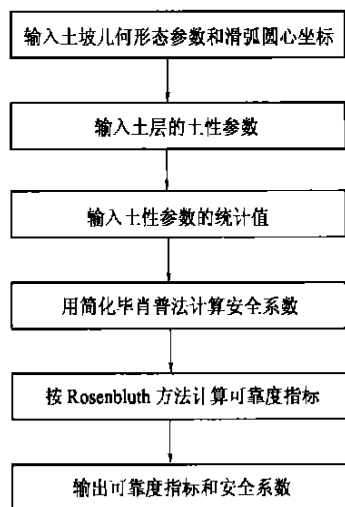 输入土坡几何形态参数和滑弧圆心坐标
输入土层的土性参数
输入土性参数的统计值
用简化毕肖普法计算安全系数
按 Rosenbluth 方法计算可靠度指标
输出可靠度指标和安全系数